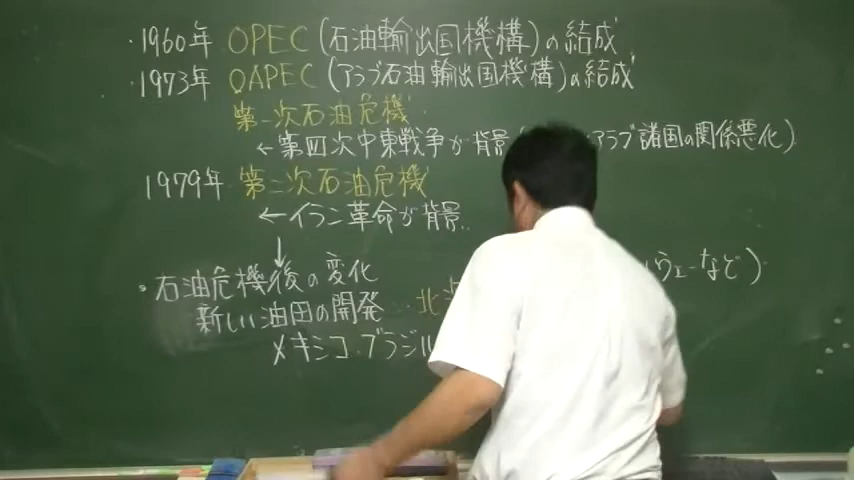 ・1960年 OPEC (石油輸出国機構)の結成
・1973年 OAPEC (アラブ石油輸出国機構)の結成
第一次石油危機
←第四次中東戦争が背景( アラブ諸国の関係悪化)
1979年 第二次石油危機
←イラン革命が背景
↓
・石油危機後の変化
新しい油田の開発 北 ウェーなど)
メキシコ・ブラジル